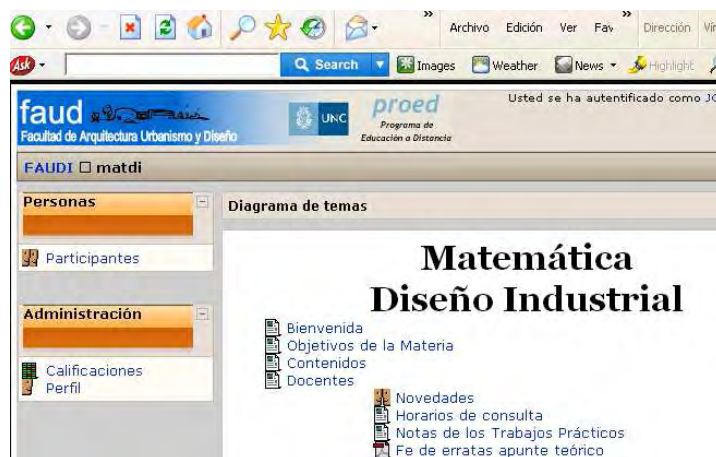 » »
Archivo Edición Ver Fav Dirección
Ask Search Images Weather News Highlight
faud UNC proed Usted se ha autentificado como
Facultad de Arquitectura Urbanismo y Diseño Programa de
Educación a Distancia
FAUDI □ matdi
Personas
Diagrama de temas
Participantes
Matemática
Diseño Industrial
Administración
Bienvenida
Objetivos de la Materia
Contenidos
Docentes
Calificaciones
Perfil
Novedades
Horarios de consulta
Notas de los Trabajos Prácticos
Fe de erratas apunte teórico